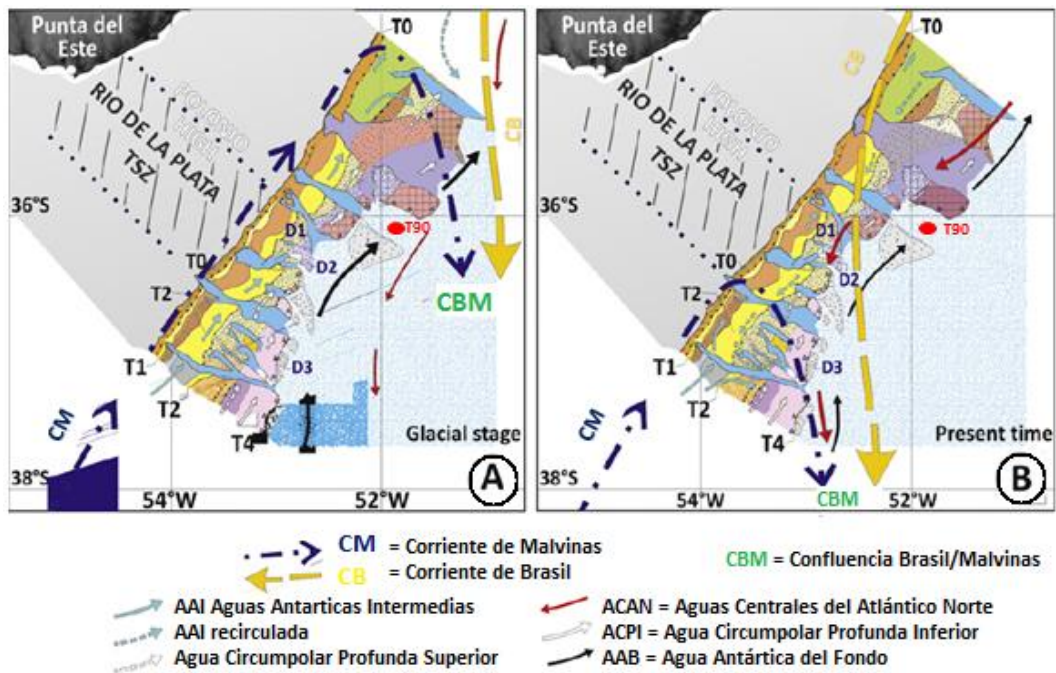 Punta del
Este
T0
RIO DE LA PLATA
TSZ
CB
36°S
D1
T90
T0
D2
T2
CBM
D3
T1
T2
CM
T4
Glacial stage
38°S
A
54°W
52°W
Punta del
Este
CB
T0
RIO DE LA PLATA
TSZ
36°S
D1
T90
T0
D2
T2
D3
T1
T2
CM
T4
Present time
38°S
B
54°W
CBM
52°W
CM = Corriente de Malvinas
CB = Corriente de Brasil
CBM = Confluencia Brasil/Malvinas
AAI Aguas Antarticas Intermedias
AAI recirculada
Agua Circumpolar Profunda Superior
ACAN = Aguas Centrales del Atlántico Norte
ACPI = Agua Circumpolar Profunda Inferior
AAB = Agua Antártica del Fondo